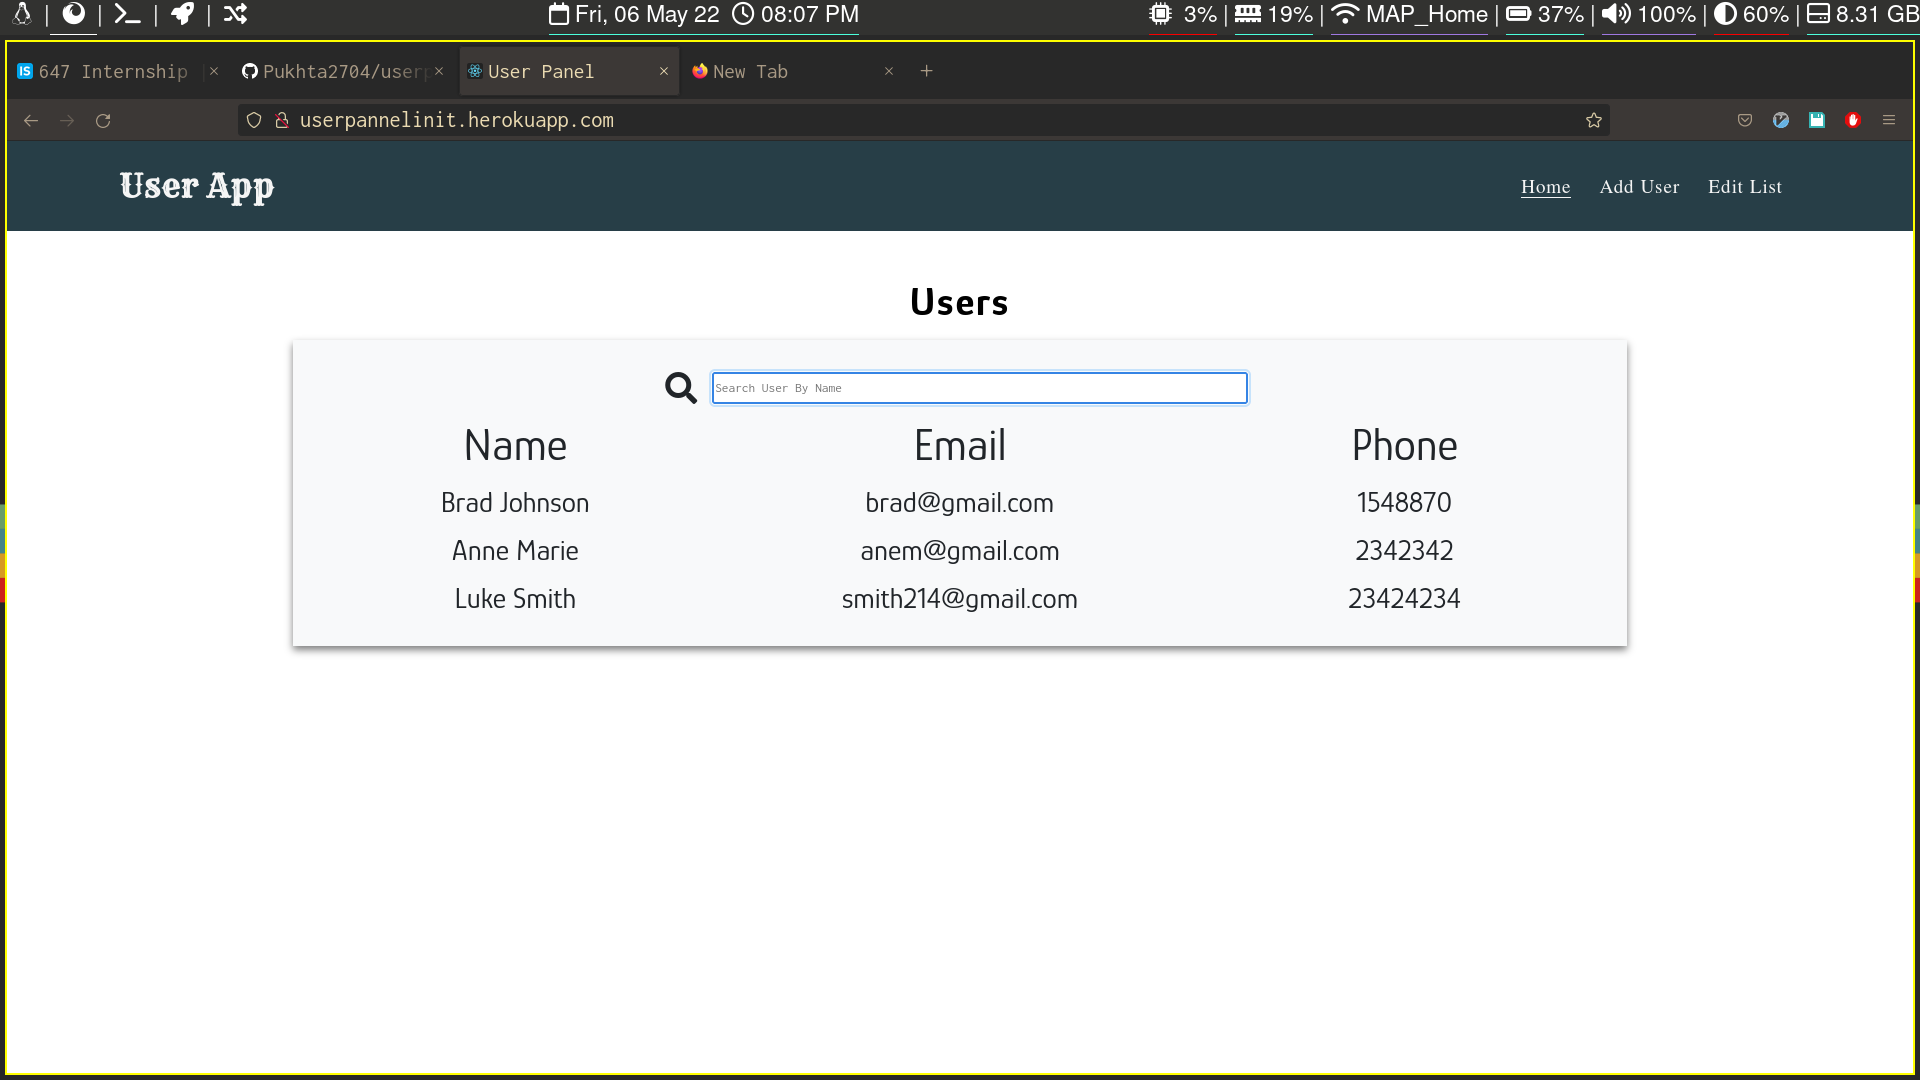 | | | | Fri, 06 May 22 08:07 PM 3% | 19% | MAP_Home | 37% | 100% | 60% | 8.31 GB
647 Internship × Pukhta2704/userp × User Panel × New Tab × +
userpannelinit.herokuapp.com
User App Home Add User Edit List
Users
Search User By Name
Name Email Phone
Brad Johnson brad@gmail.com 1548870
Anne Marie anem@gmail.com 2342342
Luke Smith smith214@gmail.com 23424234